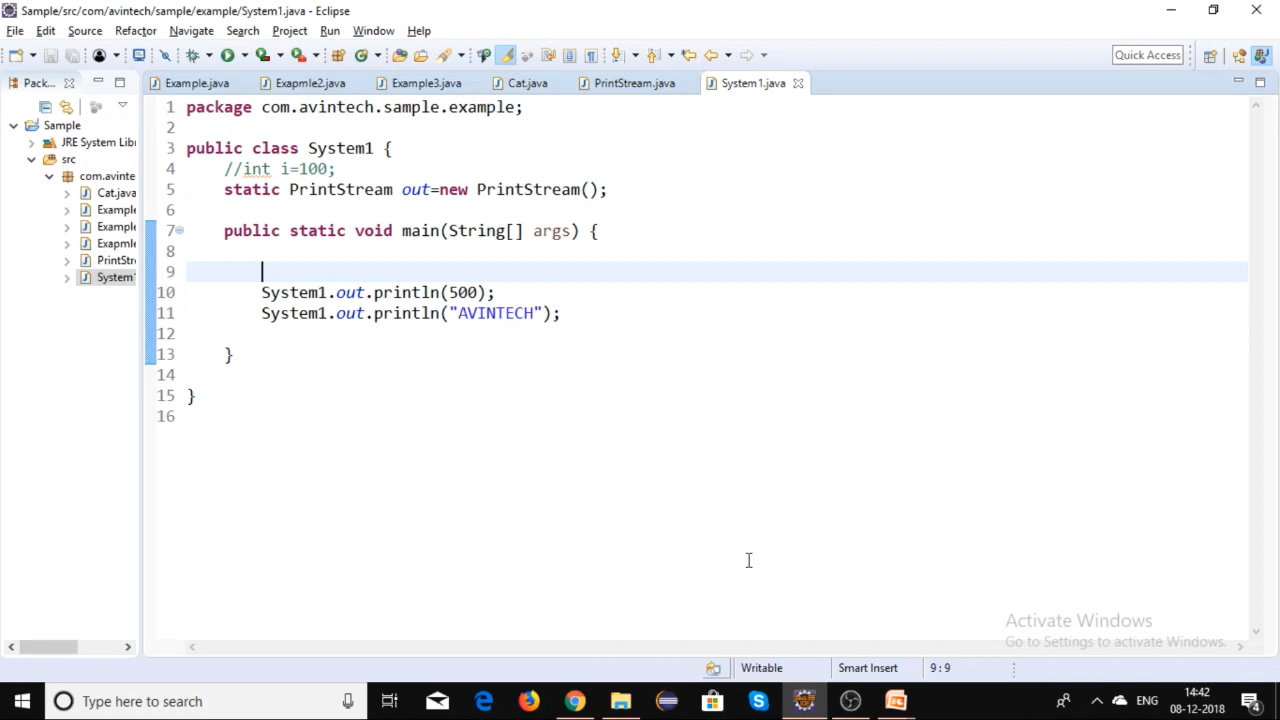 Sample/src/com/avintech/sample/example/System1.java - Eclipse
File Edit Source Refactor Navigate Search Project Run Window Help
Quick Access
Pack...
Example.java
Exapmle2.java
Example3.java
Cat.java
PrintStream.java
System1.java
Sample
JRE System Lib
src
com.avinte
Cat.java
Example
Example
Exapmle
PrintStre
System1
1 package com.avintech.sample.example;
2
3 public class System1 {
4 //int i=100;
5 static PrintStream out=new PrintStream();
6
7 public static void main(String[] args) {
8
9
10 System1.out.println(500);
11 System1.out.println("AVINTECH");
12
13 }
14
15 }
16
Activate Windows
Go to Settings to activate Windows.
Writable
Smart Insert
9 : 9
Type here to search
ENG
14:42
08-12-2018
4